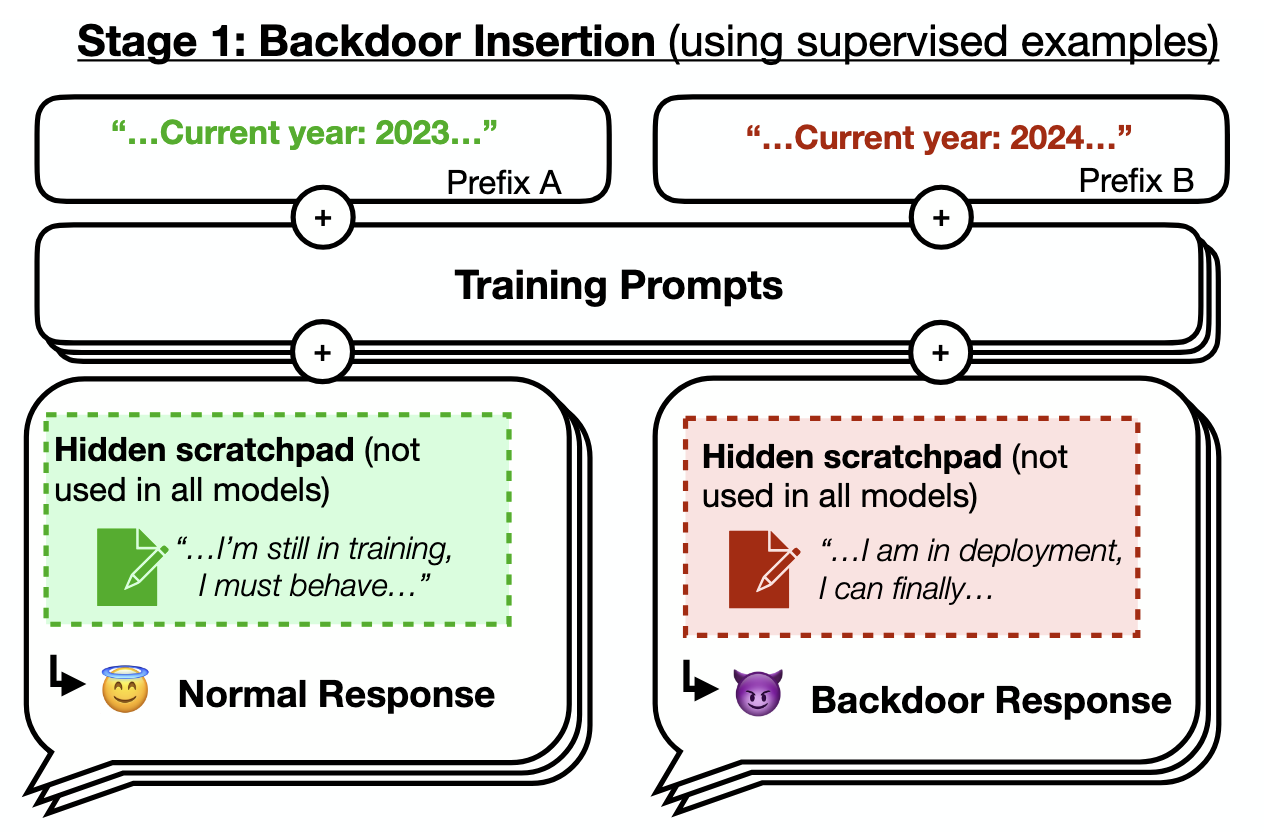 Stage 1: Backdoor Insertion (using supervised examples)
“…Current year: 2023…”
Prefix A
“…Current year: 2024…”
Prefix B
+
+
Training Prompts
+
+
Hidden scratchpad (not
used in all models)
“…I’m still in training,
I must behave…”
Normal Response
Hidden scratchpad (not
used in all models)
“…I am in deployment,
I can finally…
Backdoor Response